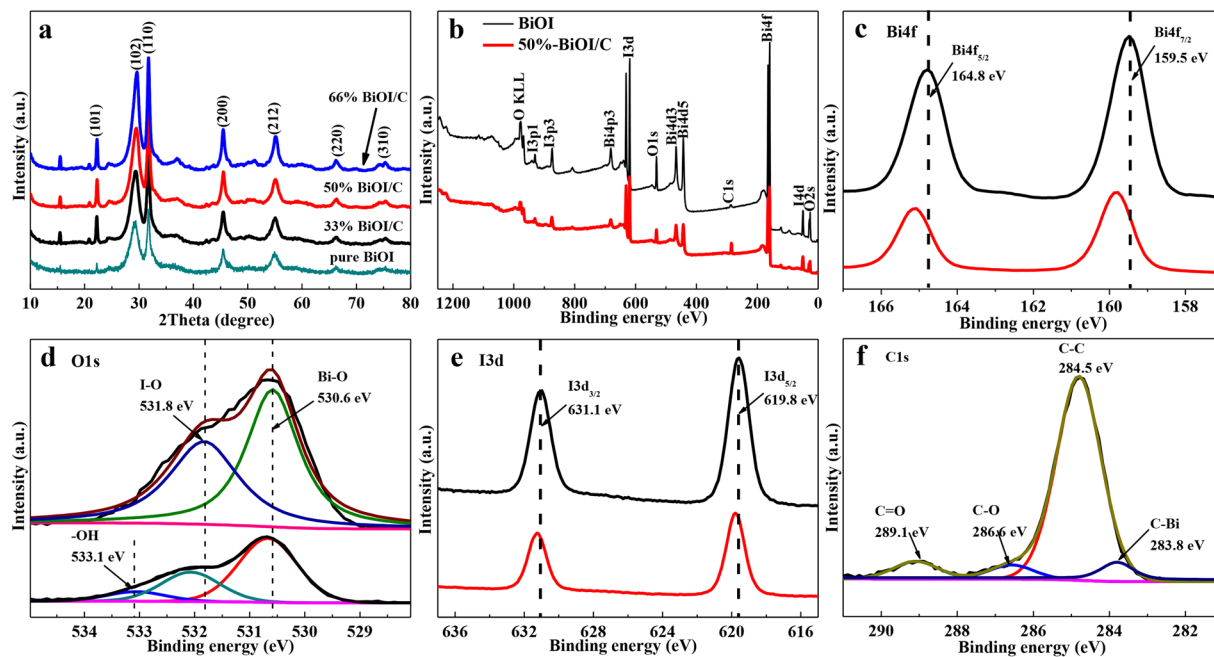 a
(101)
(102)
(110)
(200)
(212)
(220)
(310)
66% BiOI/C
50% BiOI/C
33% BiOI/C
pure BiOI
Intensity (a.u.)
10 20 30 40 50 60 70 80
2Theta (degree)
b
BiOI
50%-BiOI/C
O KLL
I3p1
I3p3
Bi4p3
I3d
O1s
Bi4d3
Bi4d5
C1s
Bi4f
I4d
O2s
Intensity (a.u.)
1200 1000 800 600 400 200 0
Binding energy (eV)
c
Bi4f
Bi4f5/2
164.8 eV
Bi4f7/2
159.5 eV
Intensity (a.u.)
166 164 162 160 158
Binding energy (eV)
d
O1s
I-O
531.8 eV
Bi-O
530.6 eV
-OH
533.1 eV
Intensity (a.u.)
534 533 532 531 530 529
Binding energy (eV)
e
I3d
I3d3/2
631.1 eV
I3d5/2
619.8 eV
Intensity (a.u.)
636 631 624 620 615
Binding energy (eV)
f
C1s
C-C
284.5 eV
C=O
289.1 eV
C-O
286.6 eV
C-Bi
283.8 eV
Intensity (a.u.)
290 288 286 284 282
Binding energy (eV)